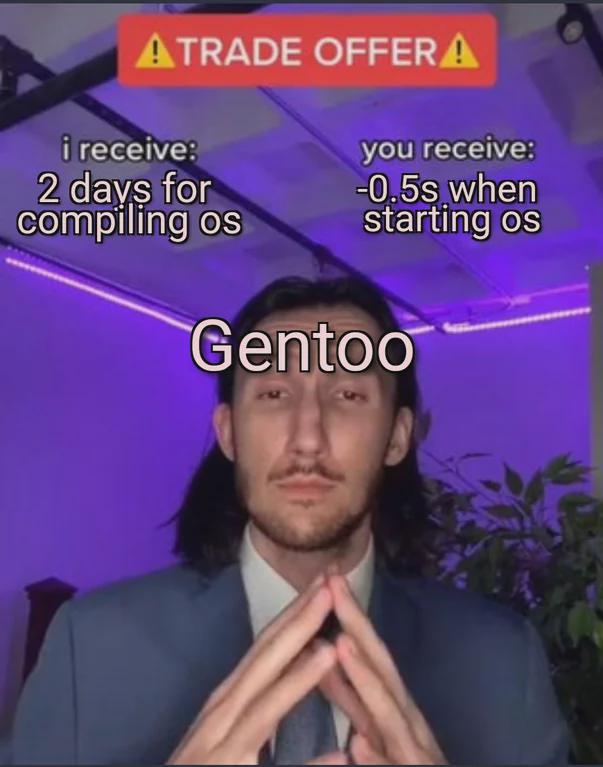 ⚠️TRADE OFFER⚠️
i receive:
2 days for
compiling os
you receive:
-0.5s when
starting os
Gentoo